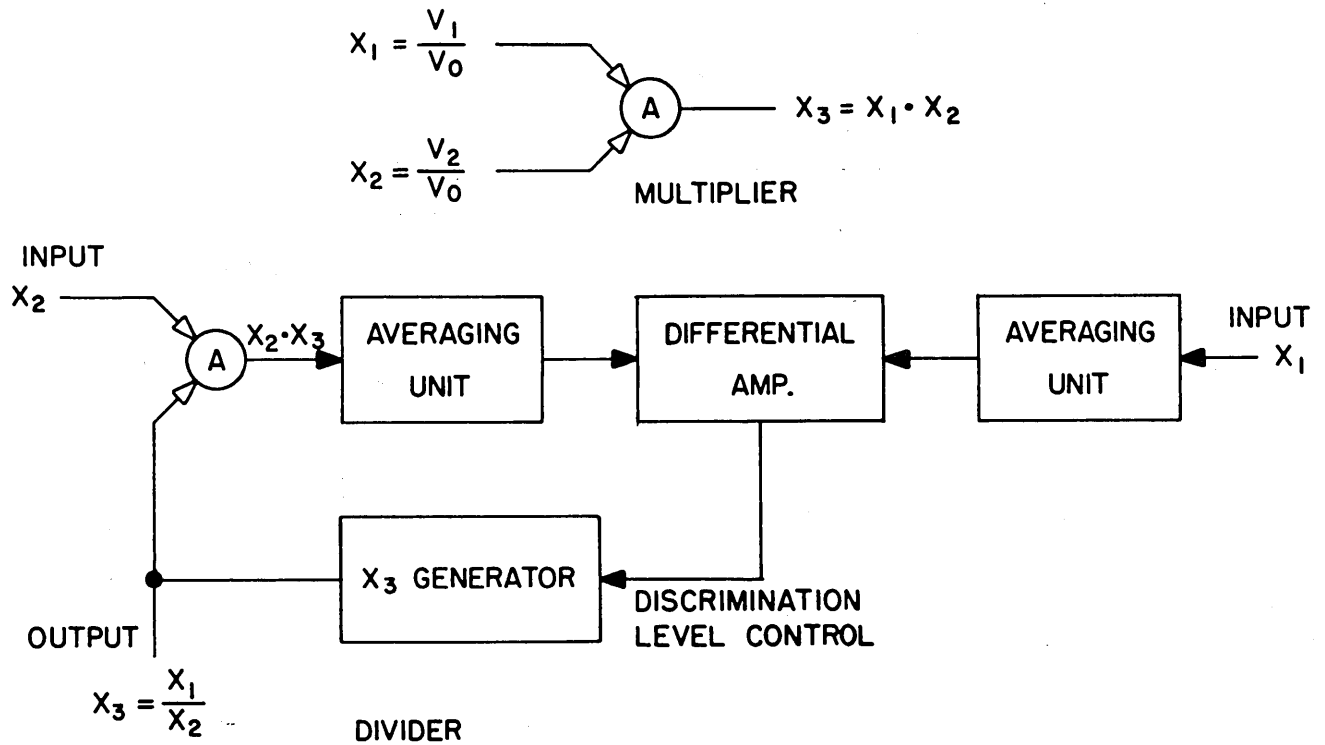 X₁ = V₁/V₀
A
X₃ = X₁ • X₂
X₂ = V₂/V₀
MULTIPLIER
INPUT
X₂
A
X₂•X₃
AVERAGING
UNIT
DIFFERENTIAL
AMP.
AVERAGING
UNIT
INPUT
X₁
X₃ GENERATOR
DISCRIMINATION
LEVEL CONTROL
OUTPUT
X₃ = X₁/X₂
DIVIDER